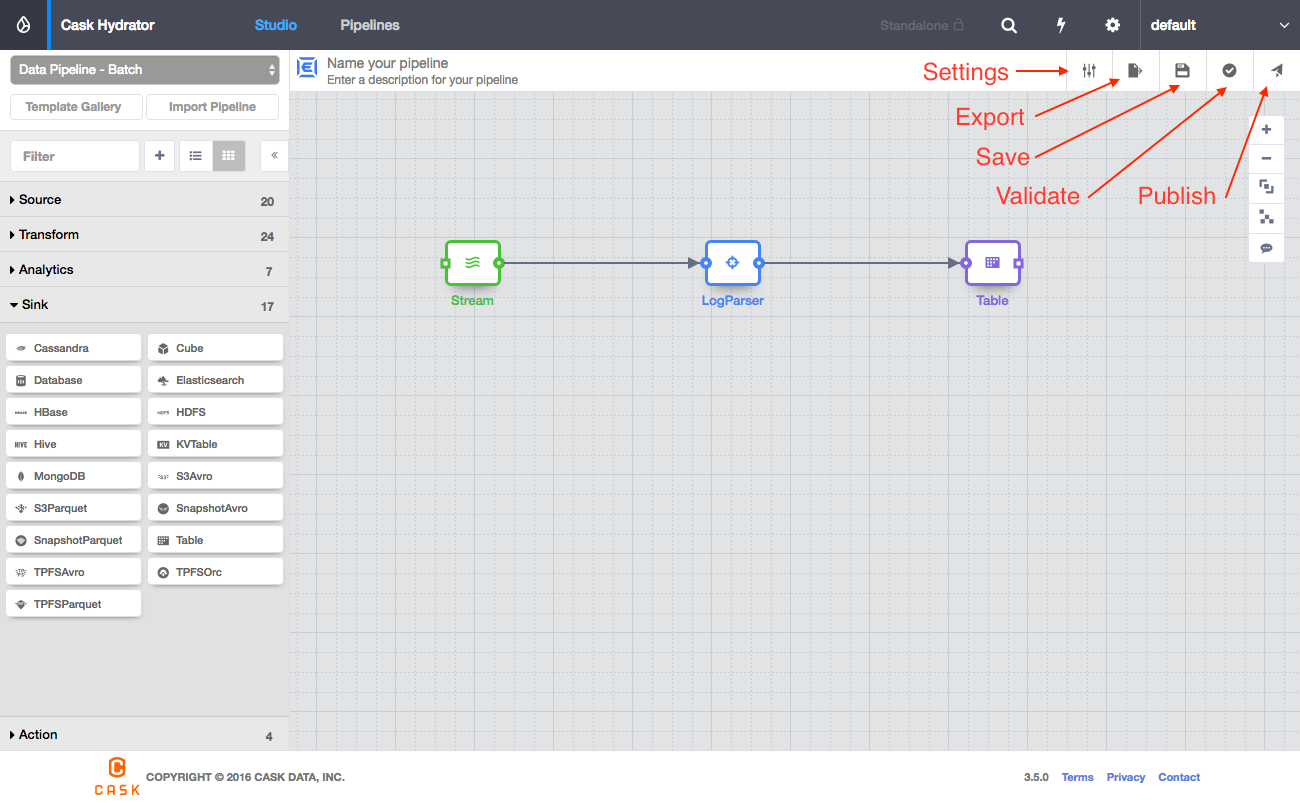 Cask Hydrator
Studio
Pipelines
Standalone
default
Data Pipeline - Batch
Name your pipeline
Enter a description for your pipeline
Settings
Template Gallery
Import Pipeline
Export
Save
Validate
Publish
Filter
Source 20
Transform 24
Analytics 7
Sink 17
Stream
LogParser
Table
Cassandra
Cube
Database
Elasticsearch
HBase
HDFS
Hive
KVTable
MongoDB
S3Avro
S3Parquet
SnapshotAvro
SnapshotParquet
Table
TPFSAvro
TPFSOrc
TPFSParquet
Action 4
CASK
COPYRIGHT © 2016 CASK DATA, INC.
3.5.0 Terms Privacy Contact